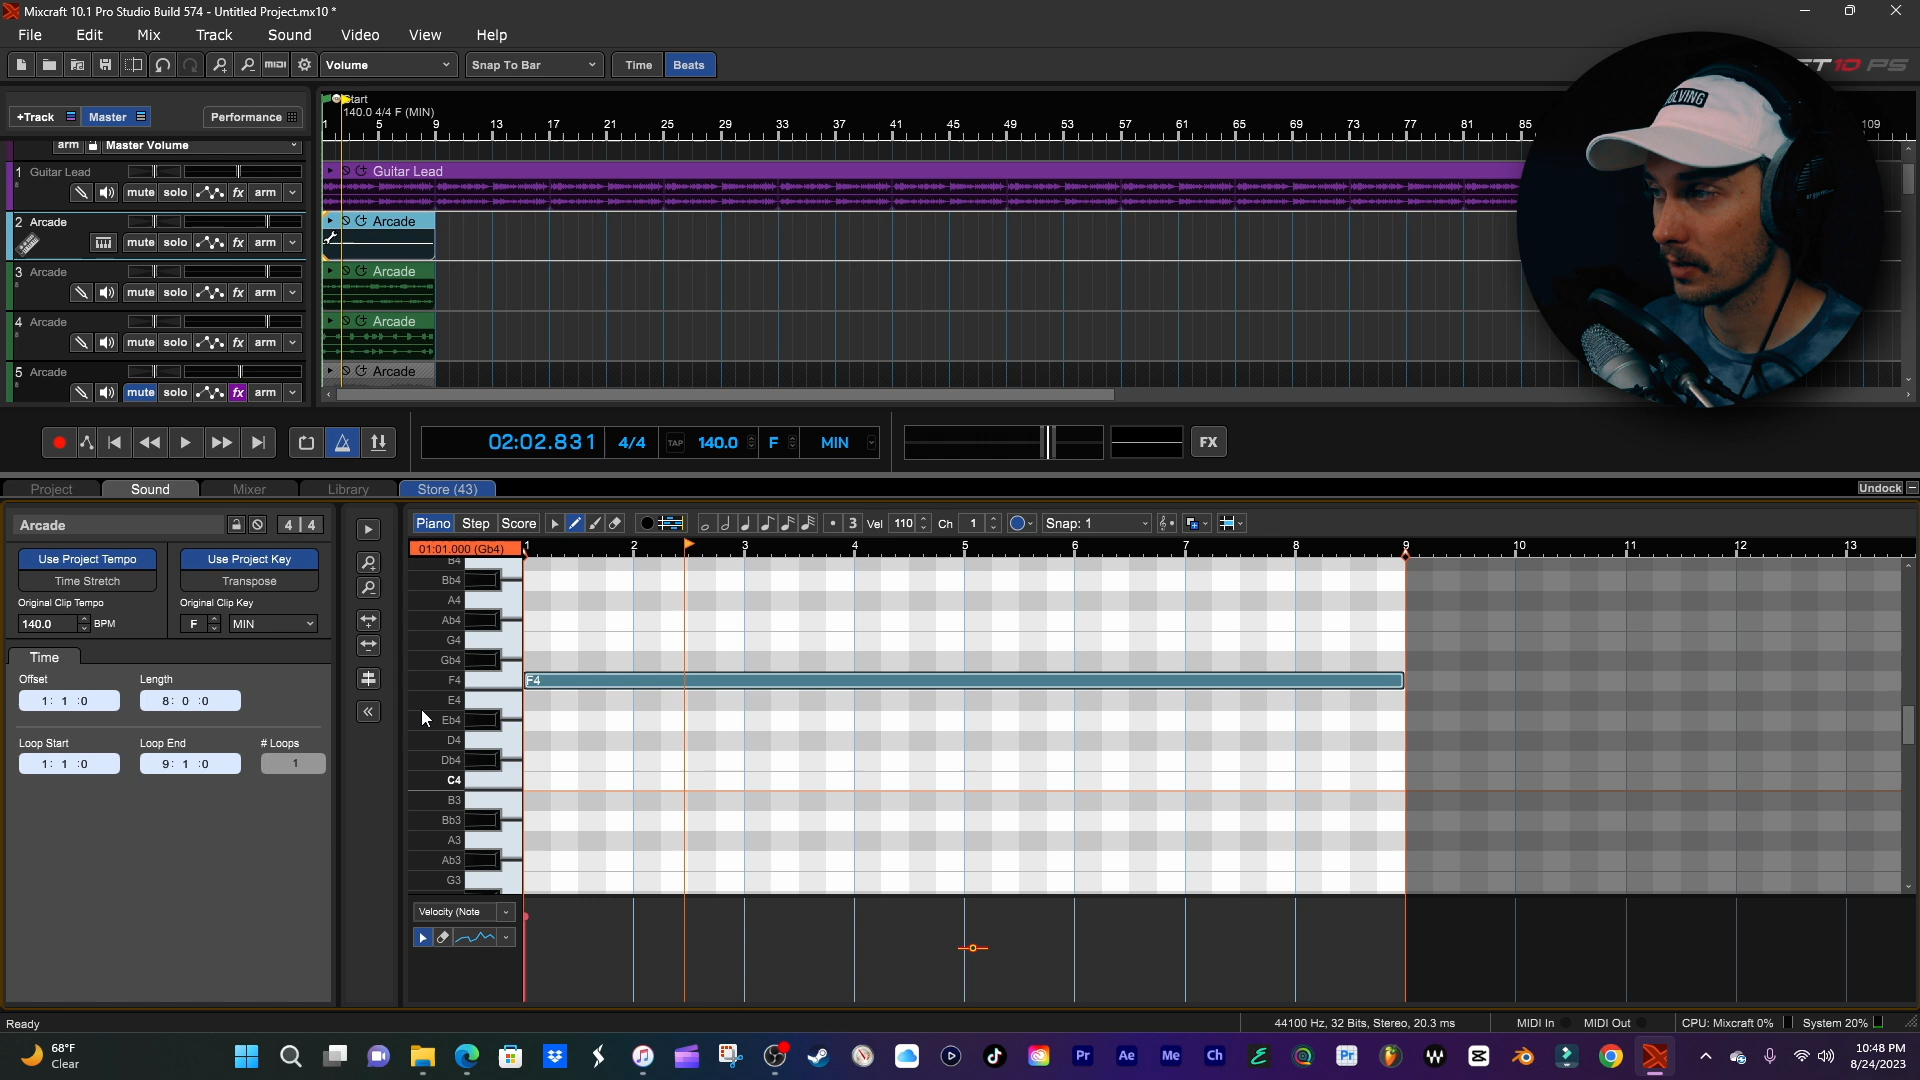 Mixcraft 10.1 Pro Studio Build 574 - Untitled Project.mx10 *
File Edit Mix Track Sound Video View Help
MIDI Volume Snap To Bar Time Beats
10 PS
+Track Master Performance
Start
140.0 4/4 F (MIN)
1 5 9 13 17 21 25 29 33 37 41 45 49 53 57 61 65 69 73 77 81 85 109
arm Master Volume
1 Guitar Lead
mute solo fx arm
Guitar Lead
2 Arcade
mute solo fx arm
Arcade
3 Arcade
mute solo fx arm
Arcade
4 Arcade
mute solo fx arm
Arcade
5 Arcade
mute solo fx arm
Arcade
02:02.831 4/4 TAP 140.0 F MIN FX
Project Sound Mixer Library Store (43) Undock
Arcade 4 4
Piano Step Score 3 Vel 110 Ch 1 Snap: 1
Use Project Tempo Use Project Key
Time Stretch Transpose
Original Clip Tempo Original Clip Key
140.0 BPM F MIN
Time
Offset Length
1: 1 :0 8: 0 :0
Loop Start Loop End # Loops
1: 1 :0 9: 1 :0 1
01:01.000 (Gb4) 1 2 3 4 5 6 7 8 9 10 11 12 13
B4
Bb4
A4
Ab4
G4
Gb4
F4 F4
E4
Eb4
D4
Db4
C4
B3
Bb3
A3
Ab3
G3
Velocity (Note
Ready 44100 Hz, 32 Bits, Stereo, 20.3 ms MIDI In MIDI Out CPU: Mixcraft 0% System 20%
68°F
Clear
Pr Ae Me Ch Pr
10:48 PM
8/24/2023